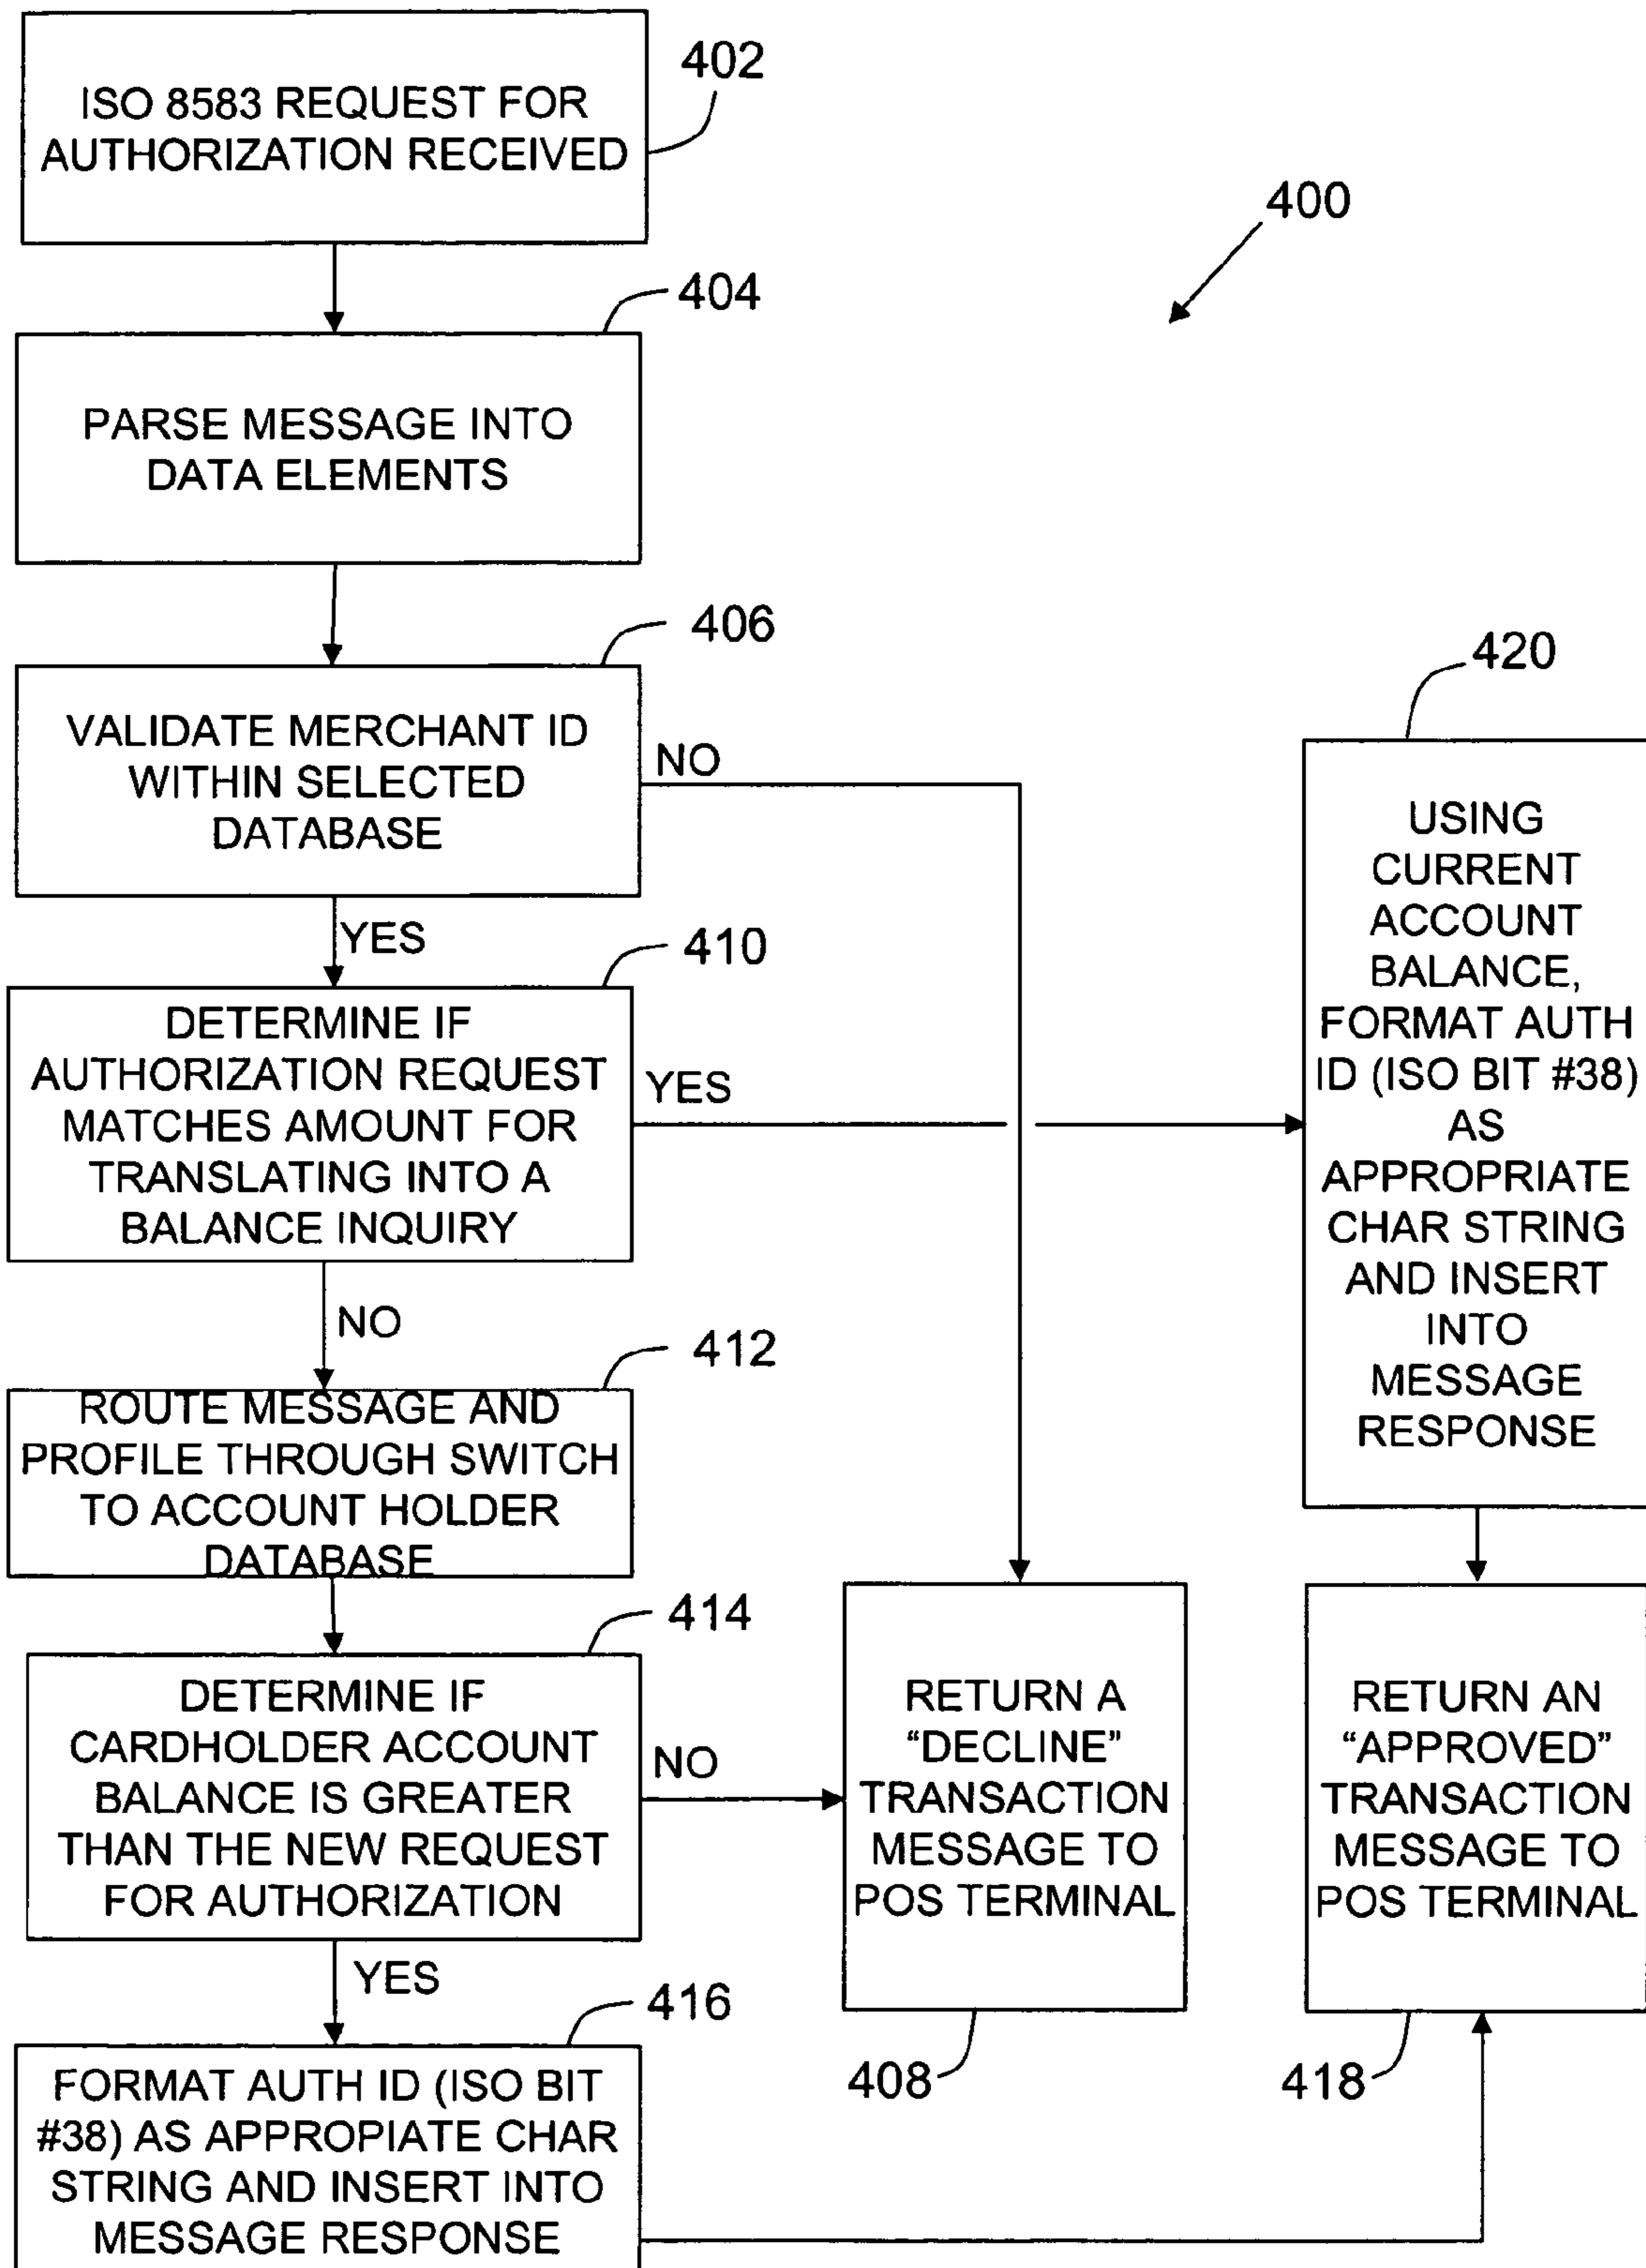 402
ISO 8583 REQUEST FOR
AUTHORIZATION RECEIVED
400
404
PARSE MESSAGE INTO
DATA ELEMENTS
406
VALIDATE MERCHANT ID
WITHIN SELECTED
DATABASE
NO
YES
410
DETERMINE IF
AUTHORIZATION REQUEST
MATCHES AMOUNT FOR
TRANSLATING INTO A
BALANCE INQUIRY
YES
NO
420
USING
CURRENT
ACCOUNT
BALANCE,
FORMAT AUTH
ID (ISO BIT #38)
AS
APPROPRIATE
CHAR STRING
AND INSERT
INTO
MESSAGE
RESPONSE
412
ROUTE MESSAGE AND
PROFILE THROUGH SWITCH
TO ACCOUNT HOLDER
DATABASE
414
DETERMINE IF
CARDHOLDER ACCOUNT
BALANCE IS GREATER
THAN THE NEW REQUEST
FOR AUTHORIZATION
NO
YES
RETURN A
“DECLINE”
TRANSACTION
MESSAGE TO
POS TERMINAL
408
RETURN AN
“APPROVED”
TRANSACTION
MESSAGE TO
POS TERMINAL
418
416
FORMAT AUTH ID (ISO BIT
#38) AS APPROPIATE CHAR
STRING AND INSERT INTO
MESSAGE RESPONSE